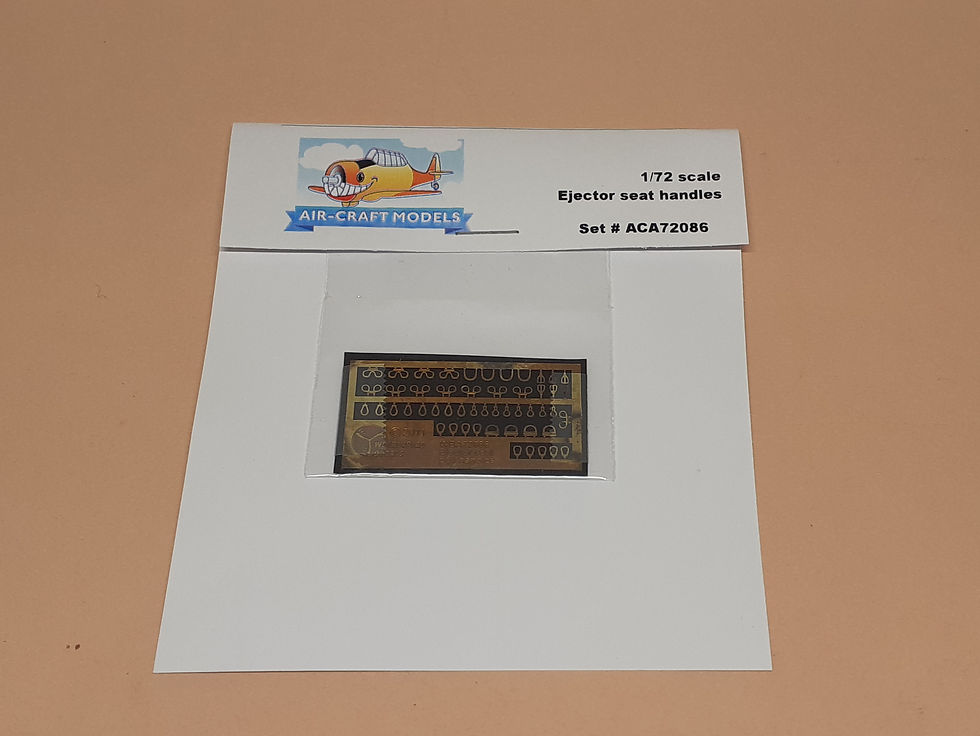 AIR-CRAFT MODELS
1/72 scale
Ejector seat handles
Set # ACA72086